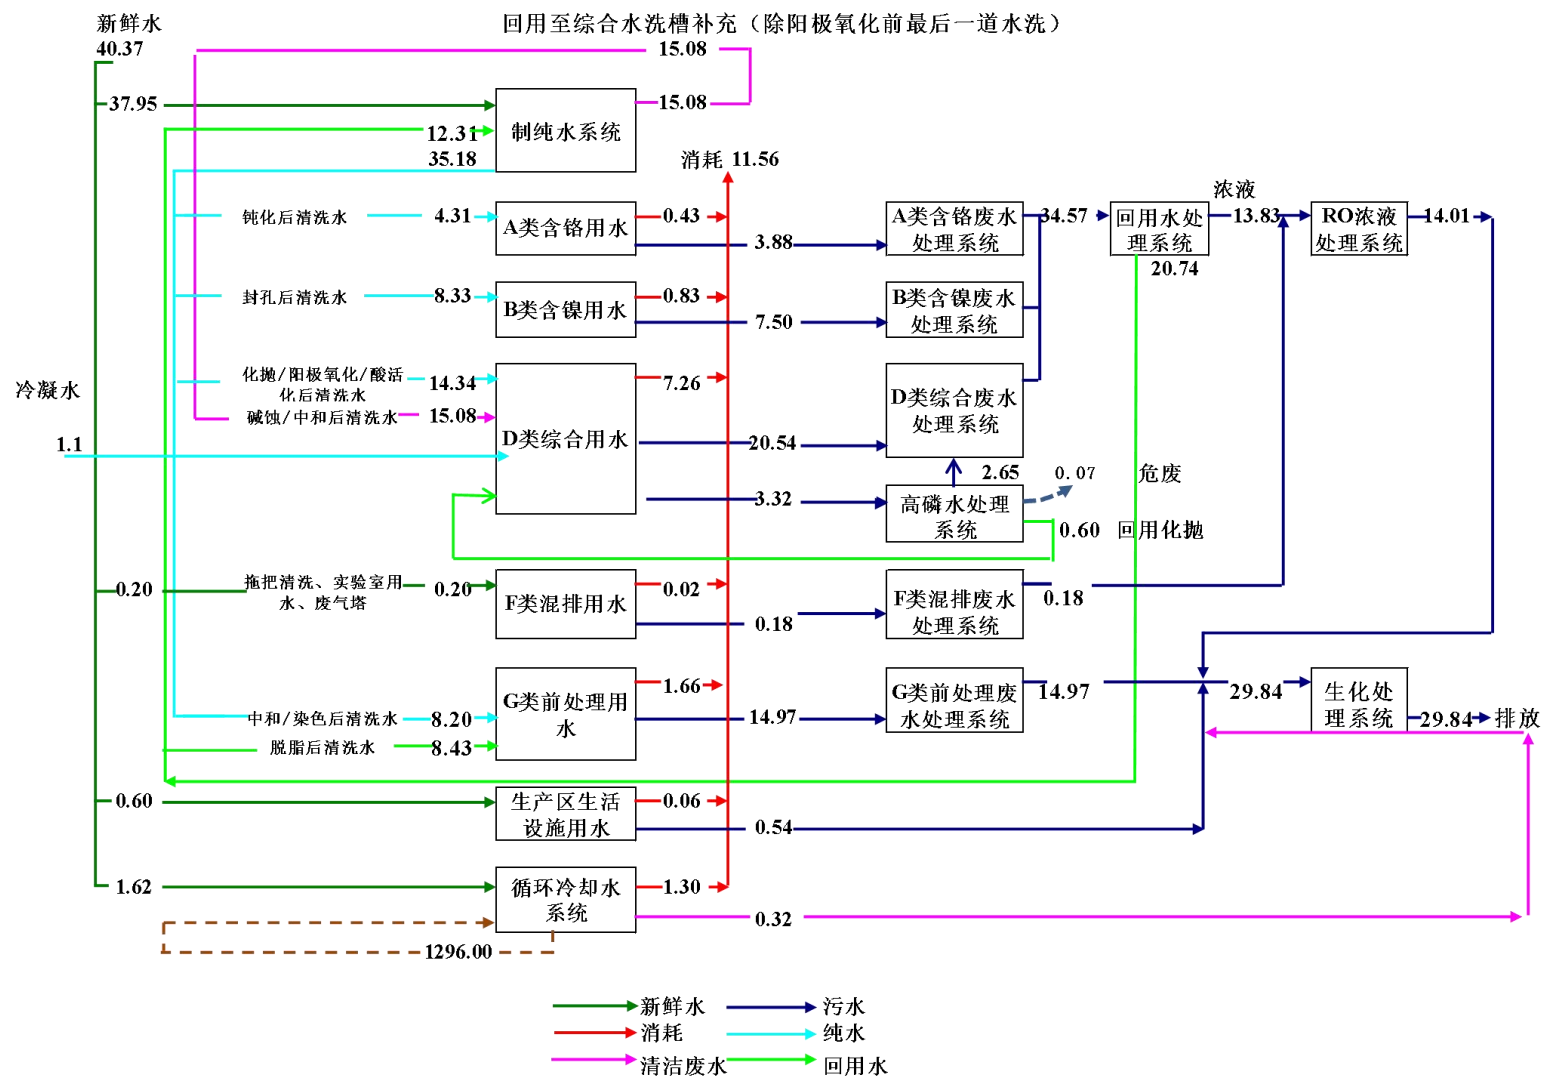 新鲜水
回用至综合水洗槽补充（除阳极氧化前最后一道水洗）
40.37
15.08
37.95
15.08
制纯水系统
12.31
35.18
消耗 11.56
浓液
钝化后清洗水
4.31
A类含铬用水
0.43
3.88
A类含铬废水
处理系统
34.57
回用水处
理系统
13.83
RO浓液
处理系统
14.01
20.74
封孔后清洗水
8.33
B类含镍用水
0.83
7.50
B类含镍废水
处理系统
冷凝水
化抛/阳极氧化/酸活
化后清洗水
14.34
碱蚀/中和后清洗水
15.08
1.1
D类综合用水
7.26
20.54
D类综合废水
处理系统
3.32
2.65
0.07
危废
高磷水处理
系统
0.60
回用化抛
0.20
拖把清洗、实验室用
水、废气塔
0.20
F类混排用水
0.02
0.18
F类混排废水
处理系统
0.18
中和/染色后清洗水
8.20
脱脂后清洗水
8.43
G类前处理用
水
1.66
14.97
G类前处理废
水处理系统
14.97
29.84
生化处
理系统
29.84
排放
0.60
生产区生活
设施用水
0.06
0.54
1.62
循环冷却水
系统
1.30
0.32
1296.00
新鲜水
污水
消耗
纯水
清洁废水
回用水